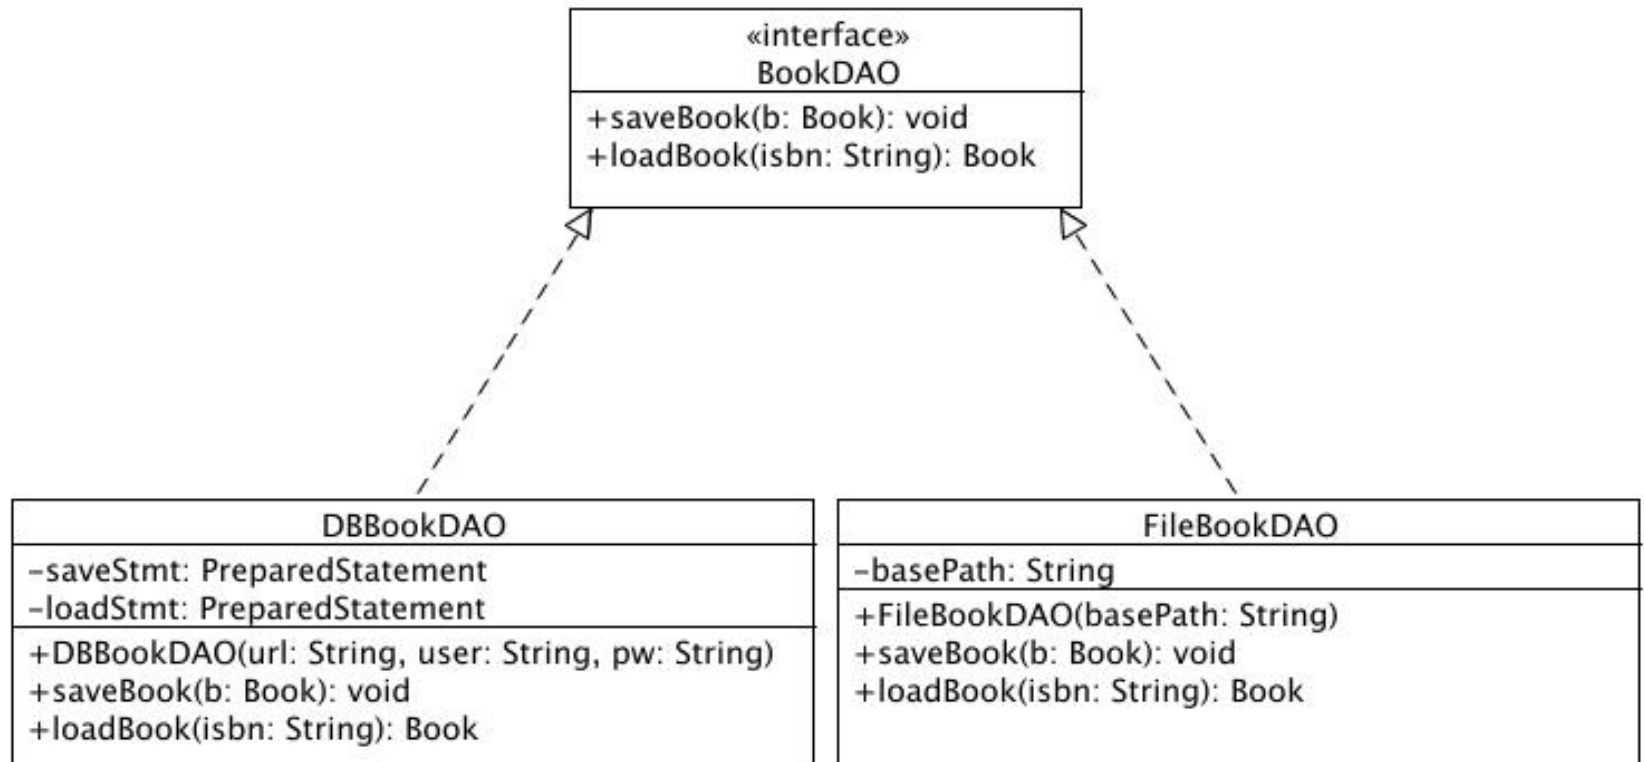 «interface»
BookDAO
+saveBook(b: Book): void
+loadBook(isbn: String): Book
DBBookDAO
–saveStmt: PreparedStatement
–loadStmt: PreparedStatement
+DBBookDAO(url: String, user: String, pw: String)
+saveBook(b: Book): void
+loadBook(isbn: String): Book
FileBookDAO
–basePath: String
+FileBookDAO(basePath: String)
+saveBook(b: Book): void
+loadBook(isbn: String): Book